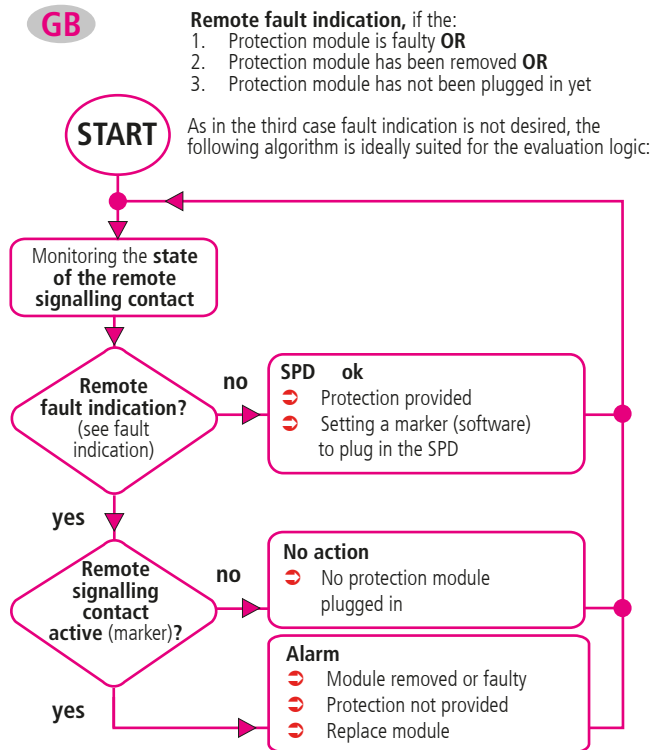 GB
Remote fault indication, if the:
1. Protection module is faulty OR
2. Protection module has been removed OR
3. Protection module has not been plugged in yet
START
As in the third case fault indication is not desired, the
following algorithm is ideally suited for the evaluation logic:
Monitoring the state
of the remote
signalling contact
Remote
fault indication?
(see fault
indication)
no
SPD ok
Protection provided
Setting a marker (software)
to plug in the SPD
yes
Remote
signalling
contact
active (marker)?
no
No action
No protection module
plugged in
yes
Alarm
Module removed or faulty
Protection not provided
Replace module